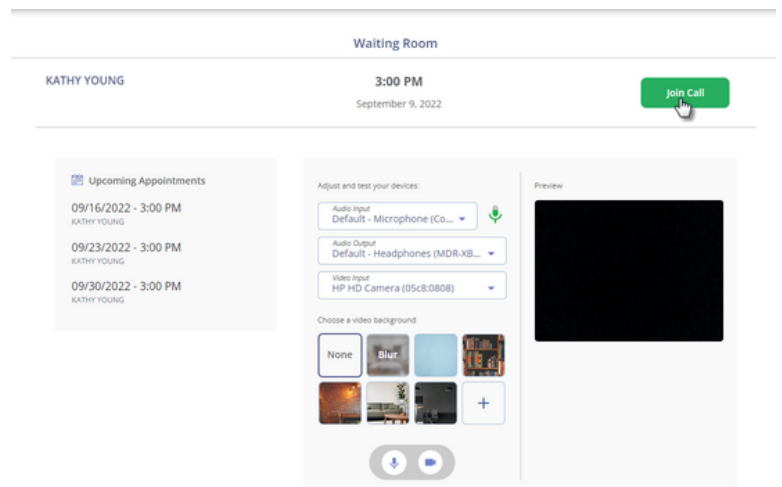 Waiting Room
KATHY YOUNG
3:00 PM
September 9, 2022
Join Call
Upcoming Appointments
09/16/2022 - 3:00 PM
KATHY YOUNG
09/23/2022 - 3:00 PM
KATHY YOUNG
09/30/2022 - 3:00 PM
KATHY YOUNG
Adjust and test your devices:
Audio Input
Default - Microphone (Co...
Audio Output
Default - Headphones (MDR-XB...
Video Input
HP HD Camera (05c8:0808)
Choose a video background
None
Blur
+
Preview